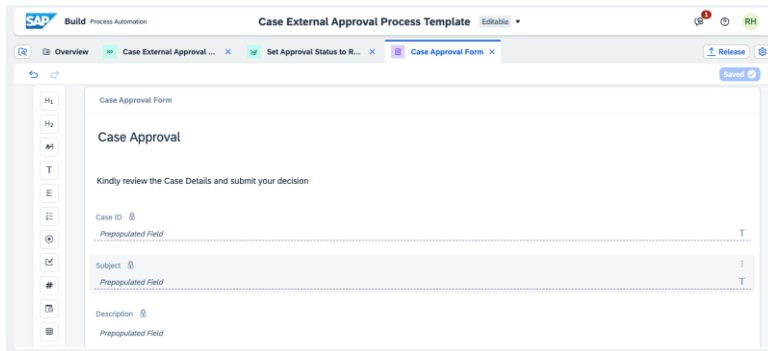 SAP Build Process Automation Case External Approval Process Template Editable 1 RH
Overview Case External Approval ... Set Approval Status to R... Case Approval Form Release
Saved
H1 Case Approval Form
H2
Case Approval
T
Kindly review the Case Details and submit your decision
Case ID
Prepopulated Field T
Subject
# Prepopulated Field T
Description
Prepopulated Field